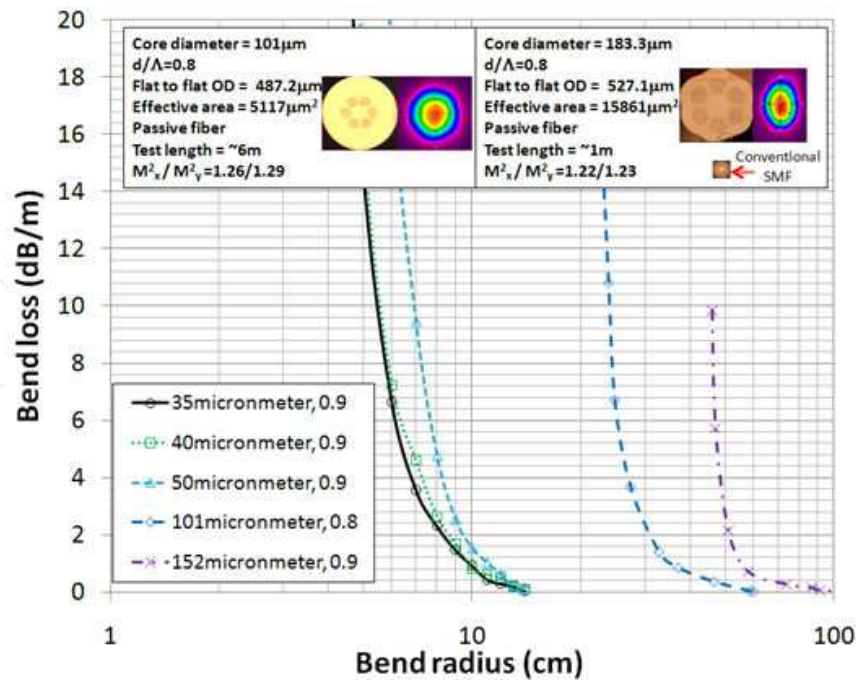 20
18
16
14
12
10
8
6
4
2
0
Bend loss (dB/m)
Core diameter = 101μm
d/Λ=0.8
Flat to flat OD = 487.2μm
Effective area = 5117μm²
Passive fiber
Test length = ~6m
M²x / M²y =1.26/1.29
Core diameter = 183.3μm
d/Λ=0.8
Flat to flat OD = 527.1μm
Effective area = 15861μm²
Passive fiber
Test length = ~1m
M²x / M²y =1.22/1.23
Conventional
SMF
35micronmeter, 0.9
40micronmeter, 0.9
50micronmeter, 0.9
101micronmeter, 0.8
152micronmeter, 0.9
1
10
100
Bend radius (cm)